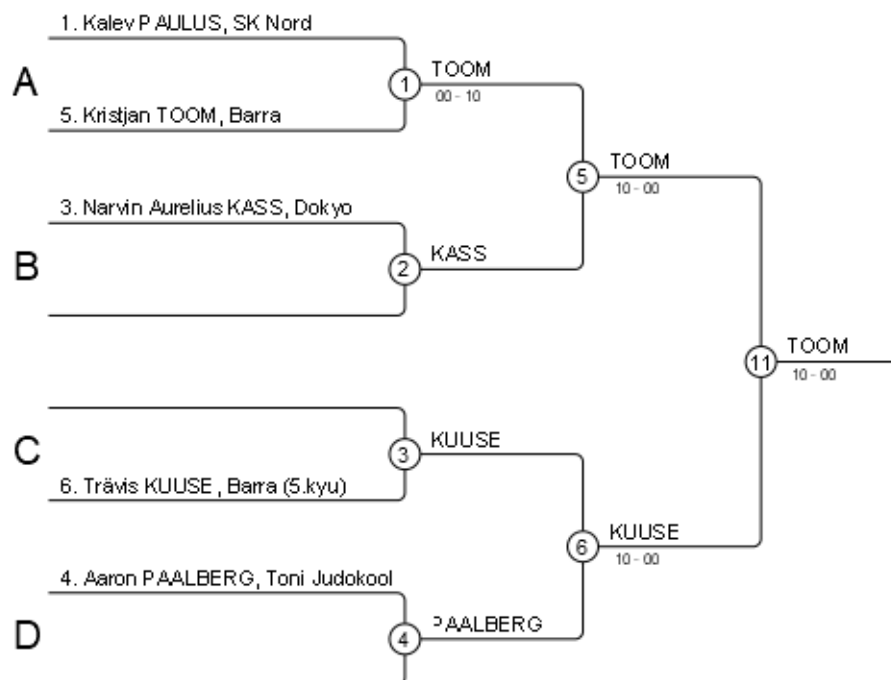 1. Kalev PAULUS, SK Nord
A
1
TOOM
00 - 10
5. Kristjan TOOM, Barra
5
TOOM
10 - 00
3. Narvin Aurelius KASS, Dokyo
B
2
KASS
11
TOOM
10 - 00
C
3
KUUSE
6. Trävis KUUSE, Barra (5.kyu)
6
KUUSE
10 - 00
4. Aaron PAALBERG, Toni Judokool
D
4
PAALBERG